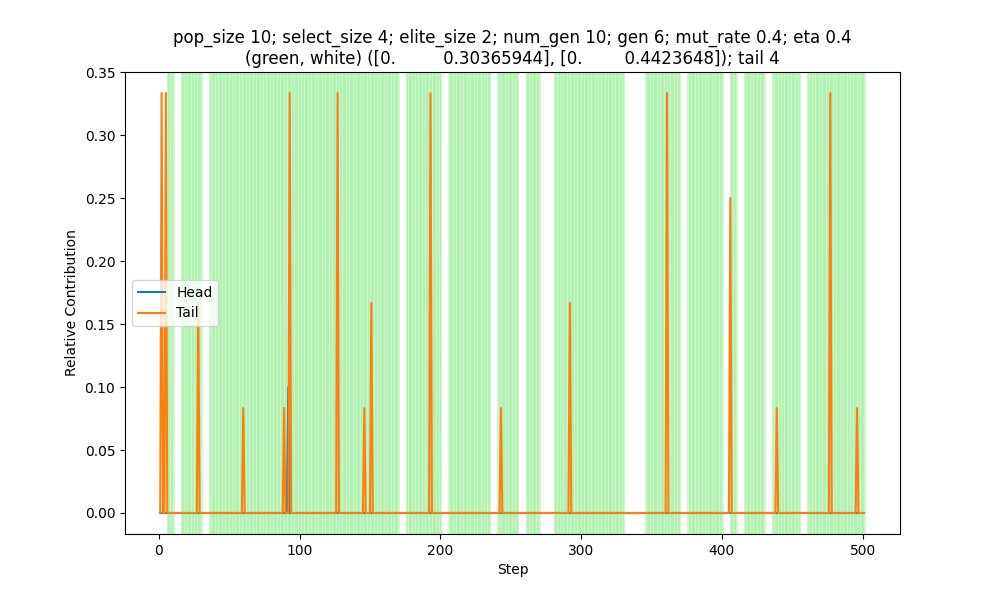 pop_size 10; select_size 4; elite_size 2; num_gen 10; gen 6; mut_rate 0.4; eta 0.4
(green, white) ([0.         0.30365944], [0.        0.4423648]); tail 4
0.35
0.30
0.25
0.20
0.15
0.10
0.05
0.00
Relative Contribution
Head
Tail
0 100 200 300 400 500
Step